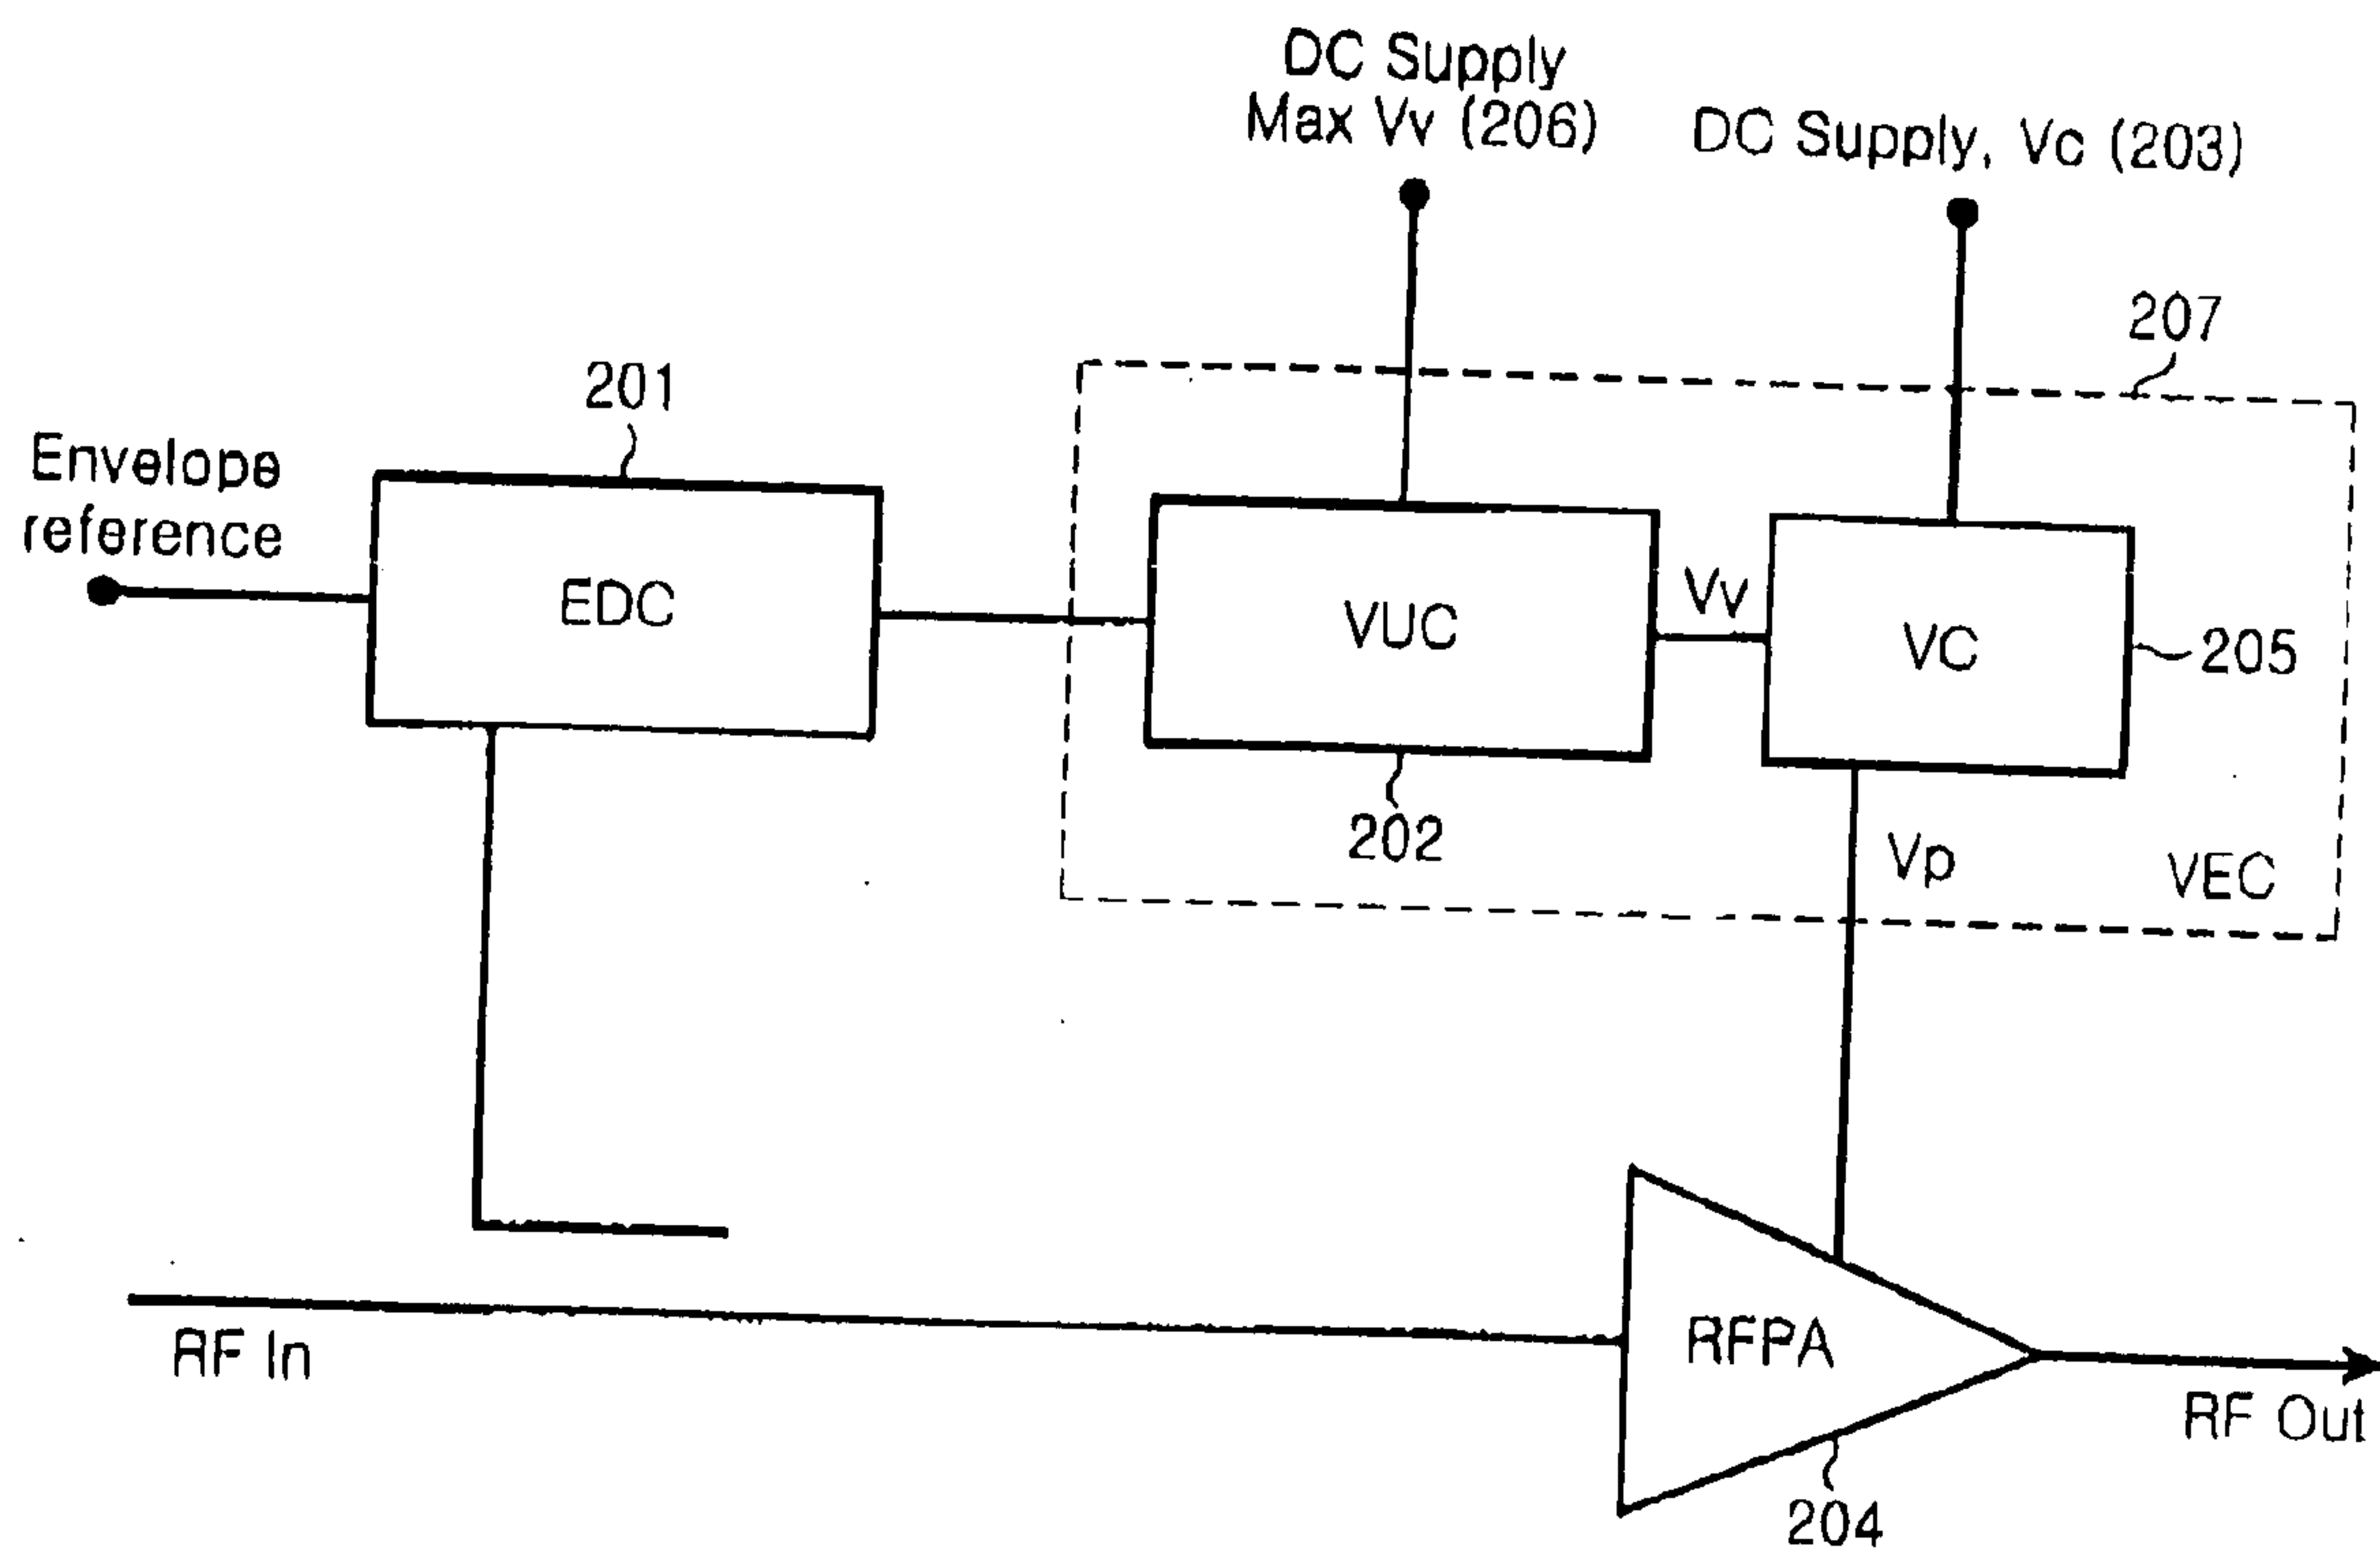 DC Supply
Max Vv (206)
DC Supply, Vc (203)
207
201
Envelope
reference
EDC
VUC
Vv
VC
205
202
Vp
VEC
RF In
RFPA
RF Out
204